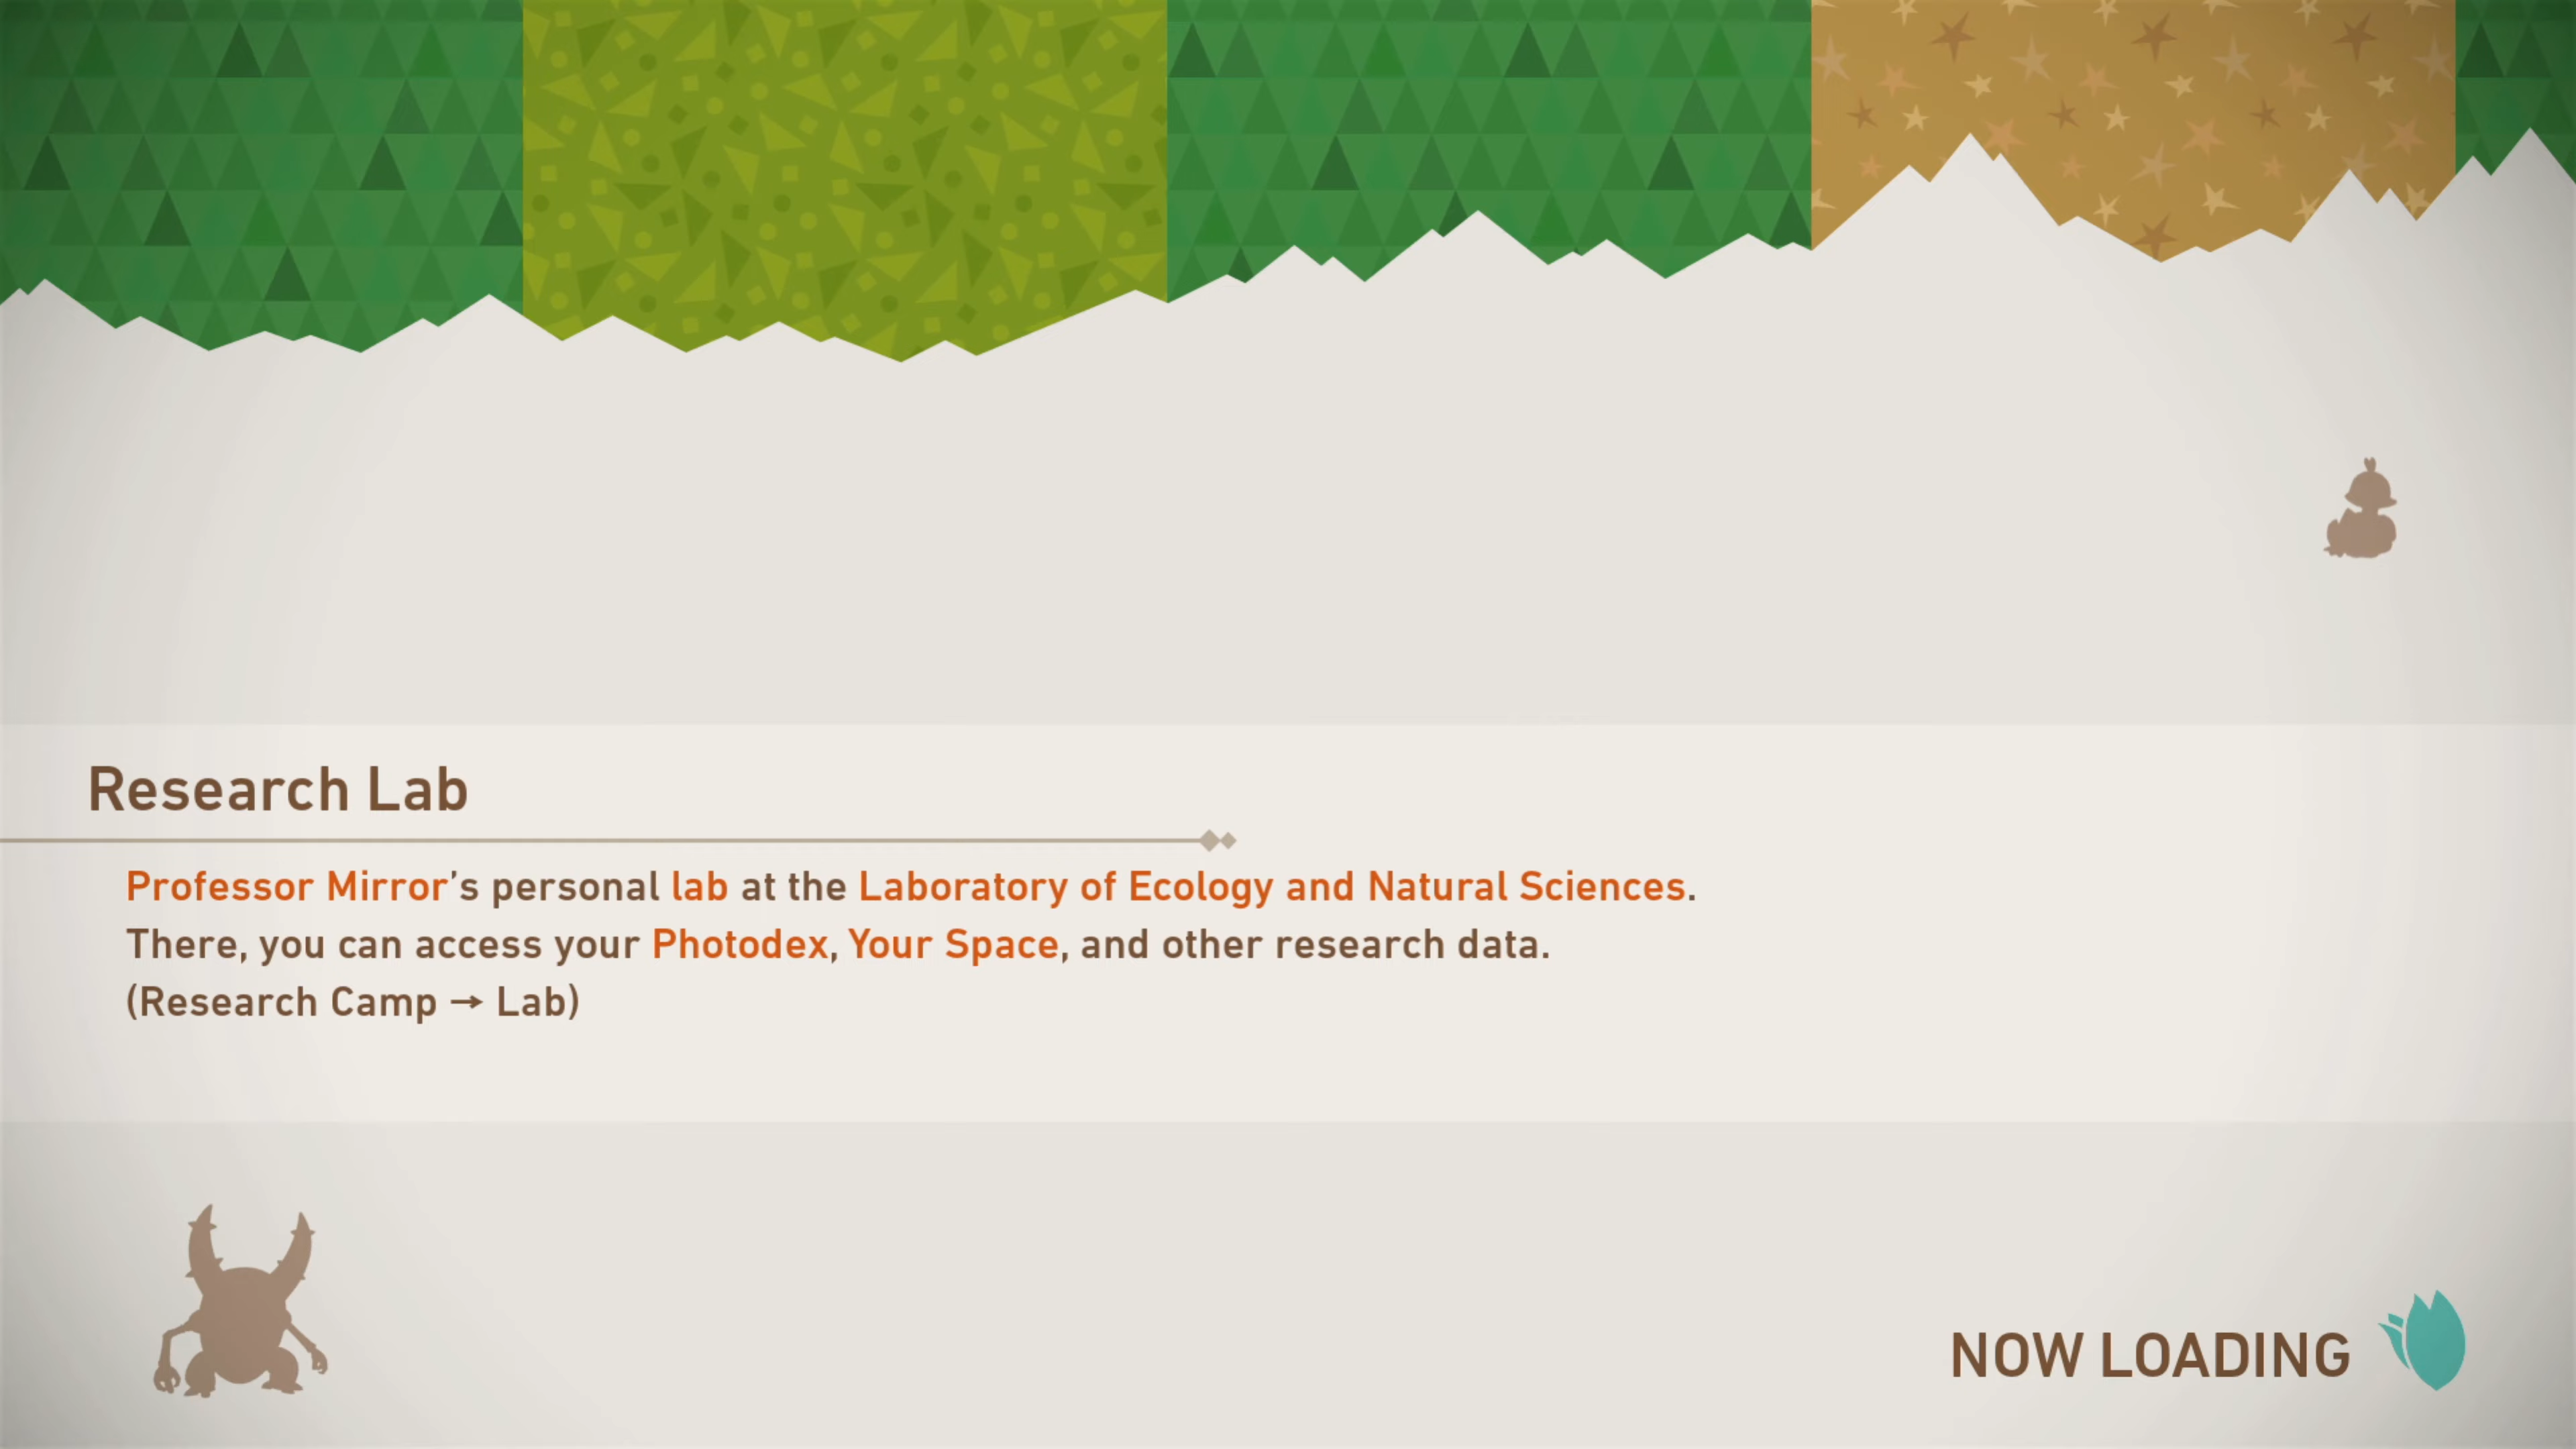 Research Lab
Professor Mirror's personal lab at the Laboratory of Ecology and Natural Sciences.
There, you can access your Photodex, Your Space, and other research data.
(Research Camp → Lab)
NOW LOADING